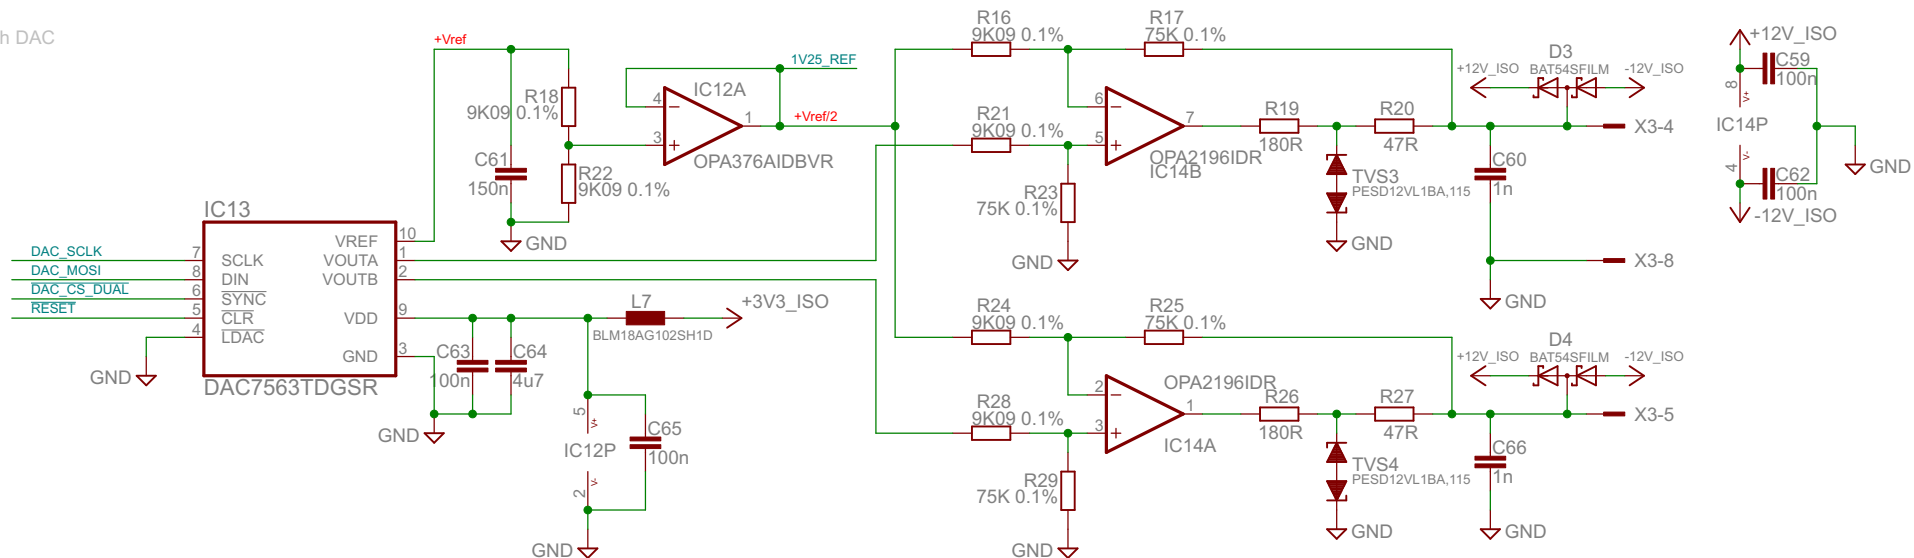 h DAC
+Vref
1V25_REF
IC12A
R18
9K09 0.1%
4
3
1
+Vref/2
OPA376AIDBVR
C61
150n
R22
9K09 0.1%
GND
IC13
DAC_SCLK
DAC_MOSI
DAC_CS_DUAL
RESET
7
8
6
5
4
SCLK
DIN
SYNC
CLR
LDAC
VREF
VOUTA
VOUTB
VDD
GND
10
1
2
9
3
DAC7563TDGSR
GND
L7
BLM18AG102SH1D
+3V3_ISO
C63
100n
C64
4u7
GND
5
V+
IC12P
2
V-
C65
100n
GND
R16
9K09 0.1%
R17
75K 0.1%
R21
9K09 0.1%
6
5
7
OPA2196IDR
IC14B
R23
75K 0.1%
GND
R19
180R
R20
47R
TVS3
PESD12VL1BA,115
GND
D3
BAT54SFILM
+12V_ISO
-12V_ISO
C60
1n
X3-4
X3-8
GND
+12V_ISO
C59
100n
8
V+
IC14P
4
V-
C62
100n
-12V_ISO
GND
R24
9K09 0.1%
R25
75K 0.1%
R28
9K09 0.1%
2
3
1
OPA2196IDR
IC14A
R29
75K 0.1%
GND
R26
180R
R27
47R
TVS4
PESD12VL1BA,115
GND
D4
BAT54SFILM
+12V_ISO
-12V_ISO
C66
1n
X3-5
GND